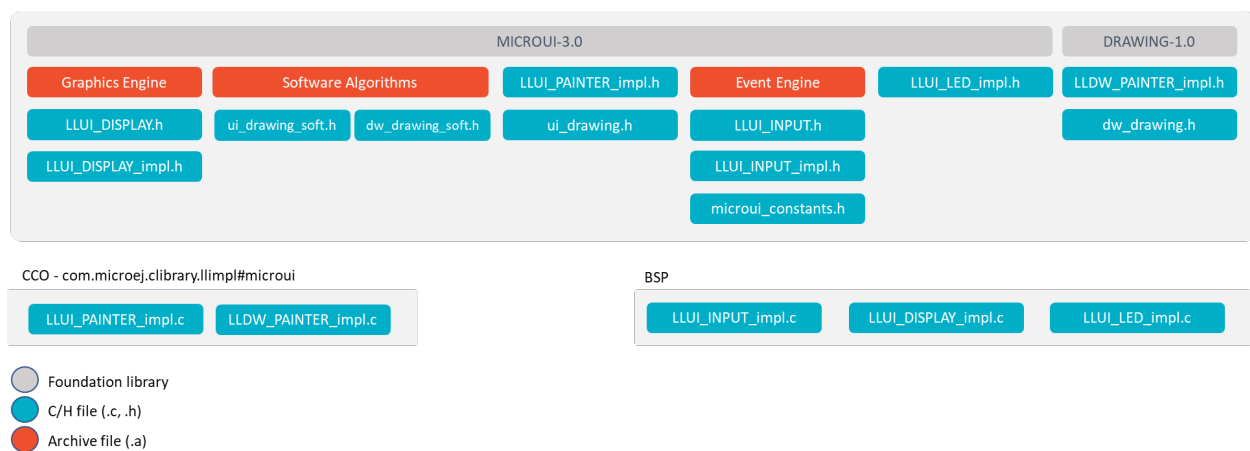 MICROUI-3.0
DRAWING-1.0
Graphics Engine
Software Algorithms
LLUI_PAINTER_impl.h
Event Engine
LLUI_LED_impl.h
LLDW_PAINTER_impl.h
LLUI_DISPLAY.h
ui_drawing_soft.h
dw_drawing_soft.h
ui_drawing.h
LLUI_INPUT.h
dw_drawing.h
LLUI_DISPLAY_impl.h
LLUI_INPUT_impl.h
microui_constants.h
CCO - com.microej.clibrary.llimpl#microui
BSP
LLUI_PAINTER_impl.c
LLDW_PAINTER_impl.c
LLUI_INPUT_impl.c
LLUI_DISPLAY_impl.c
LLUI_LED_impl.c
Foundation library
C/H file (.c, .h)
Archive file (.a)